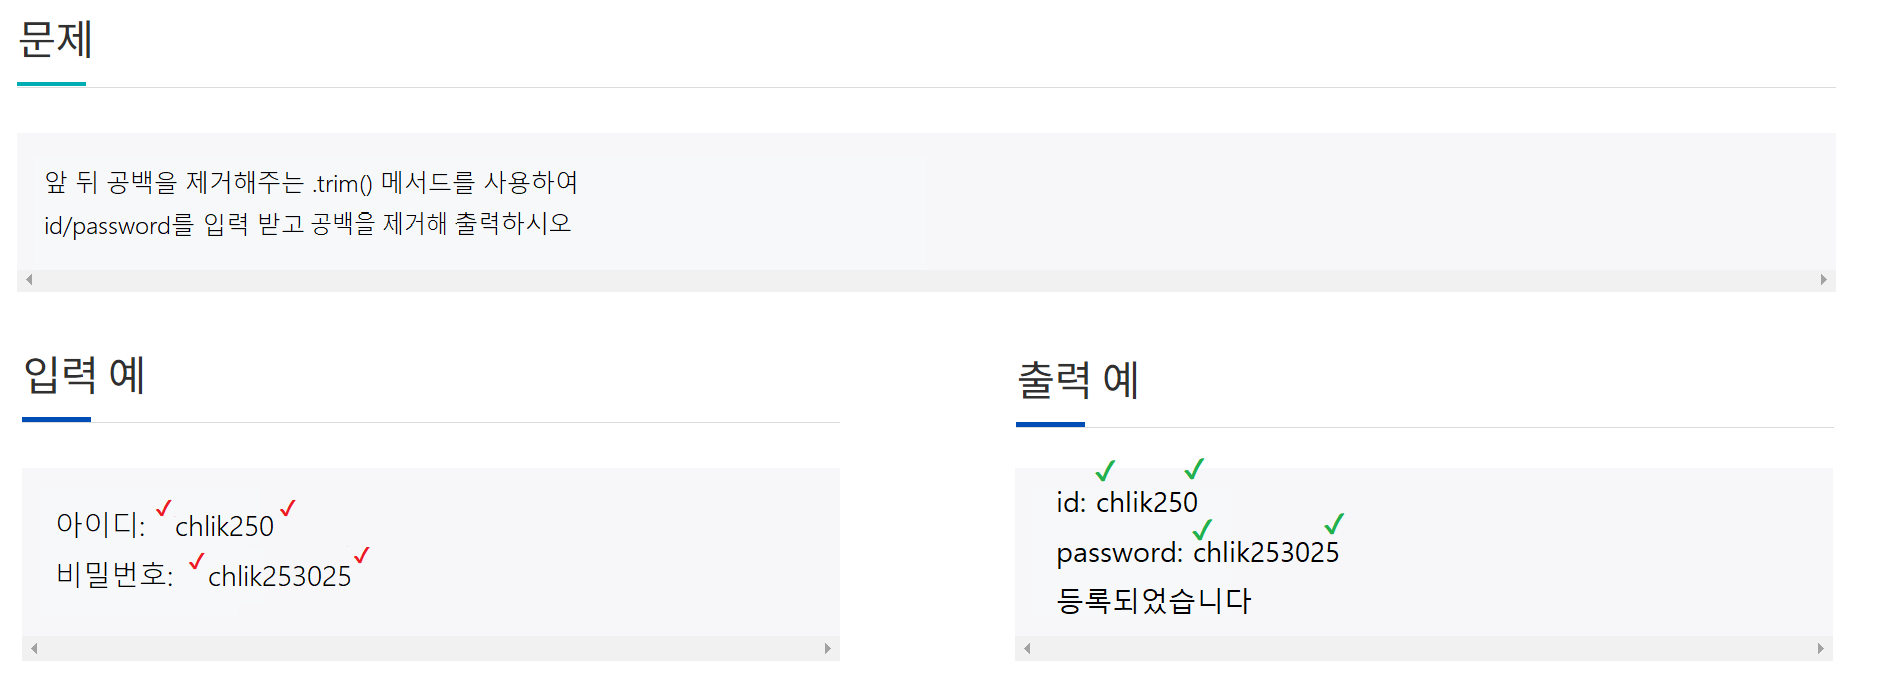 문제
앞 뒤 공백을 제거해주는 .trim() 메서드를 사용하여
id/password를 입력 받고 공백을 제거해 출력하시오
입력 예
아이디: chlik250
비밀번호: chlik253025
출력 예
id: chlik250
password: chlik253025
등록되었습니다